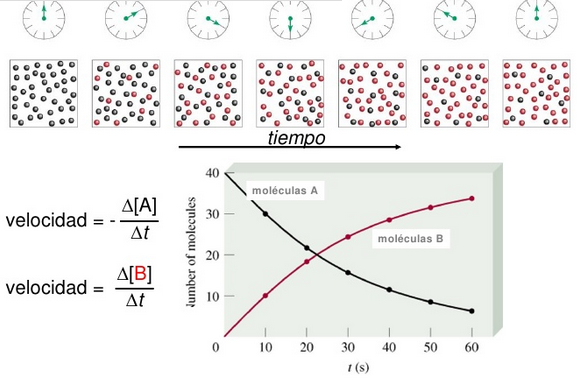 tiempo
velocidad = - Δ[A]
Δt
velocidad = Δ[B]
Δt
Number of molecules
40
30
20
10
0
moléculas A
moléculas B
10 20 30 40 50 60
t (s)